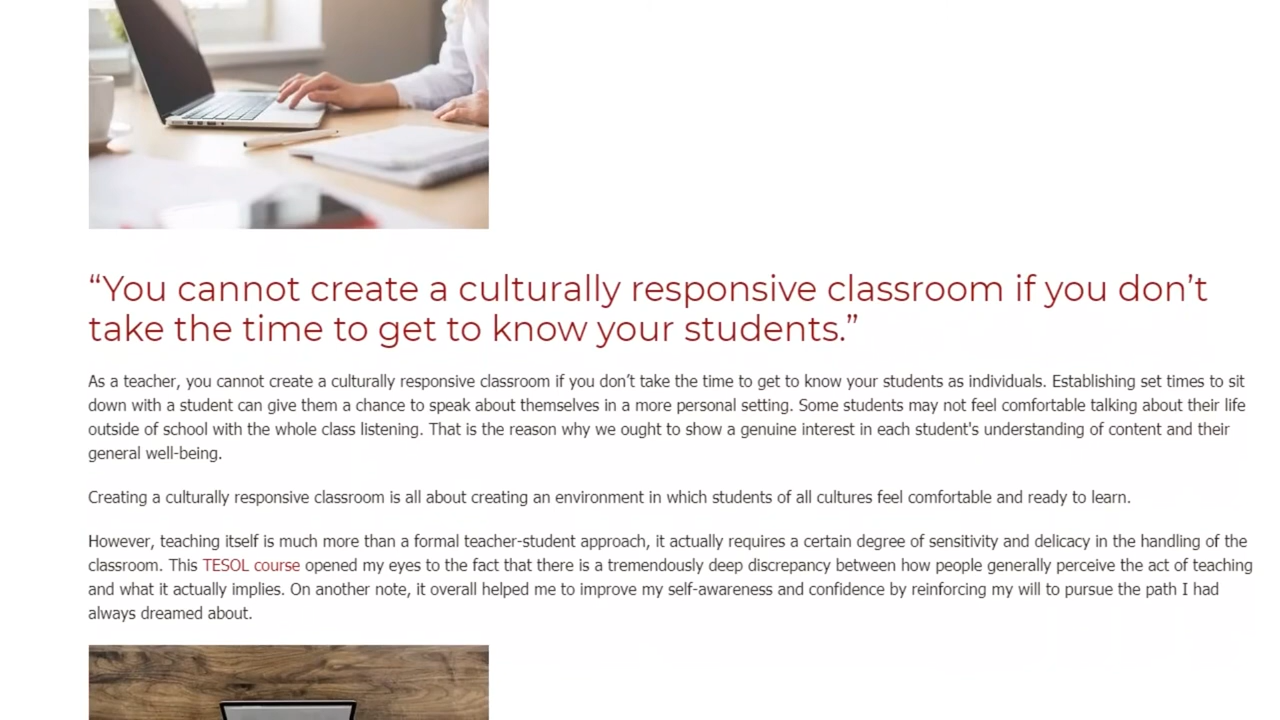 “You cannot create a culturally responsive classroom if you don’t
take the time to get to know your students.”
As a teacher, you cannot create a culturally responsive classroom if you don’t take the time to get to know your students as individuals. Establishing set times to sit
down with a student can give them a chance to speak about themselves in a more personal setting. Some students may not feel comfortable talking about their life
outside of school with the whole class listening. That is the reason why we ought to show a genuine interest in each student's understanding of content and their
general well-being.
Creating a culturally responsive classroom is all about creating an environment in which students of all cultures feel comfortable and ready to learn.
However, teaching itself is much more than a formal teacher-student approach, it actually requires a certain degree of sensitivity and delicacy in the handling of the
classroom. This TESOL course opened my eyes to the fact that there is a tremendously deep discrepancy between how people generally perceive the act of teaching
and what it actually implies. On another note, it overall helped me to improve my self-awareness and confidence by reinforcing my will to pursue the path I had
always dreamed about.